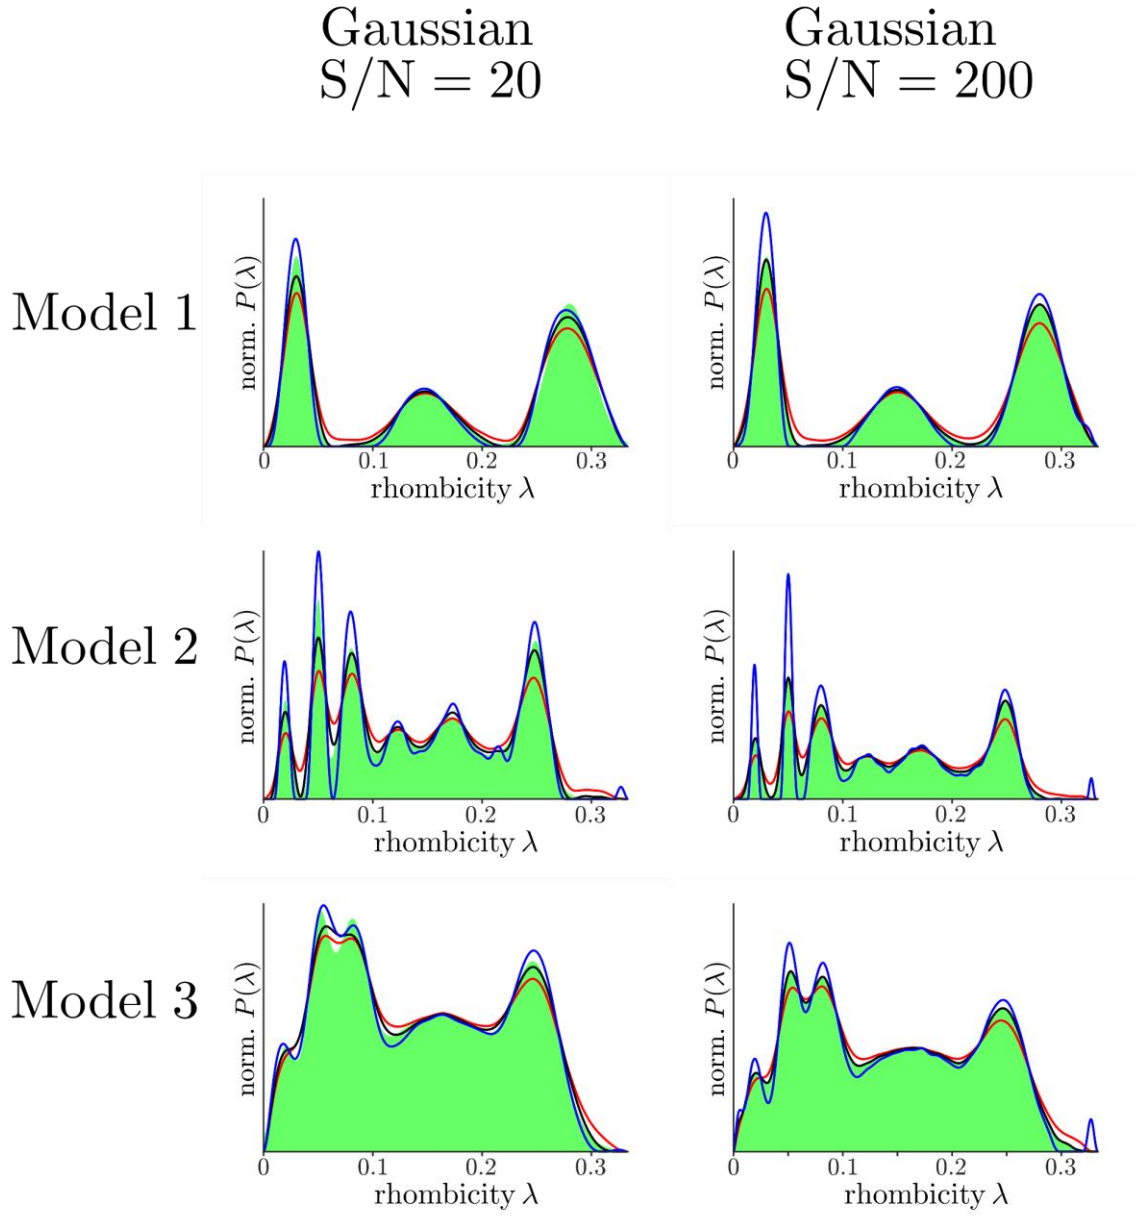 Gaussian
S/N = 20
Gaussian
S/N = 200
Model 1
norm. P(λ)
0 0.1 0.2 0.3
rhombicity λ
norm. P(λ)
0 0.1 0.2 0.3
rhombicity λ
Model 2
norm. P(λ)
0 0.1 0.2 0.3
rhombicity λ
norm. P(λ)
0 0.1 0.2 0.3
rhombicity λ
Model 3
norm. P(λ)
0 0.1 0.2 0.3
rhombicity λ
norm. P(λ)
0 0.1 0.2 0.3
rhombicity λ